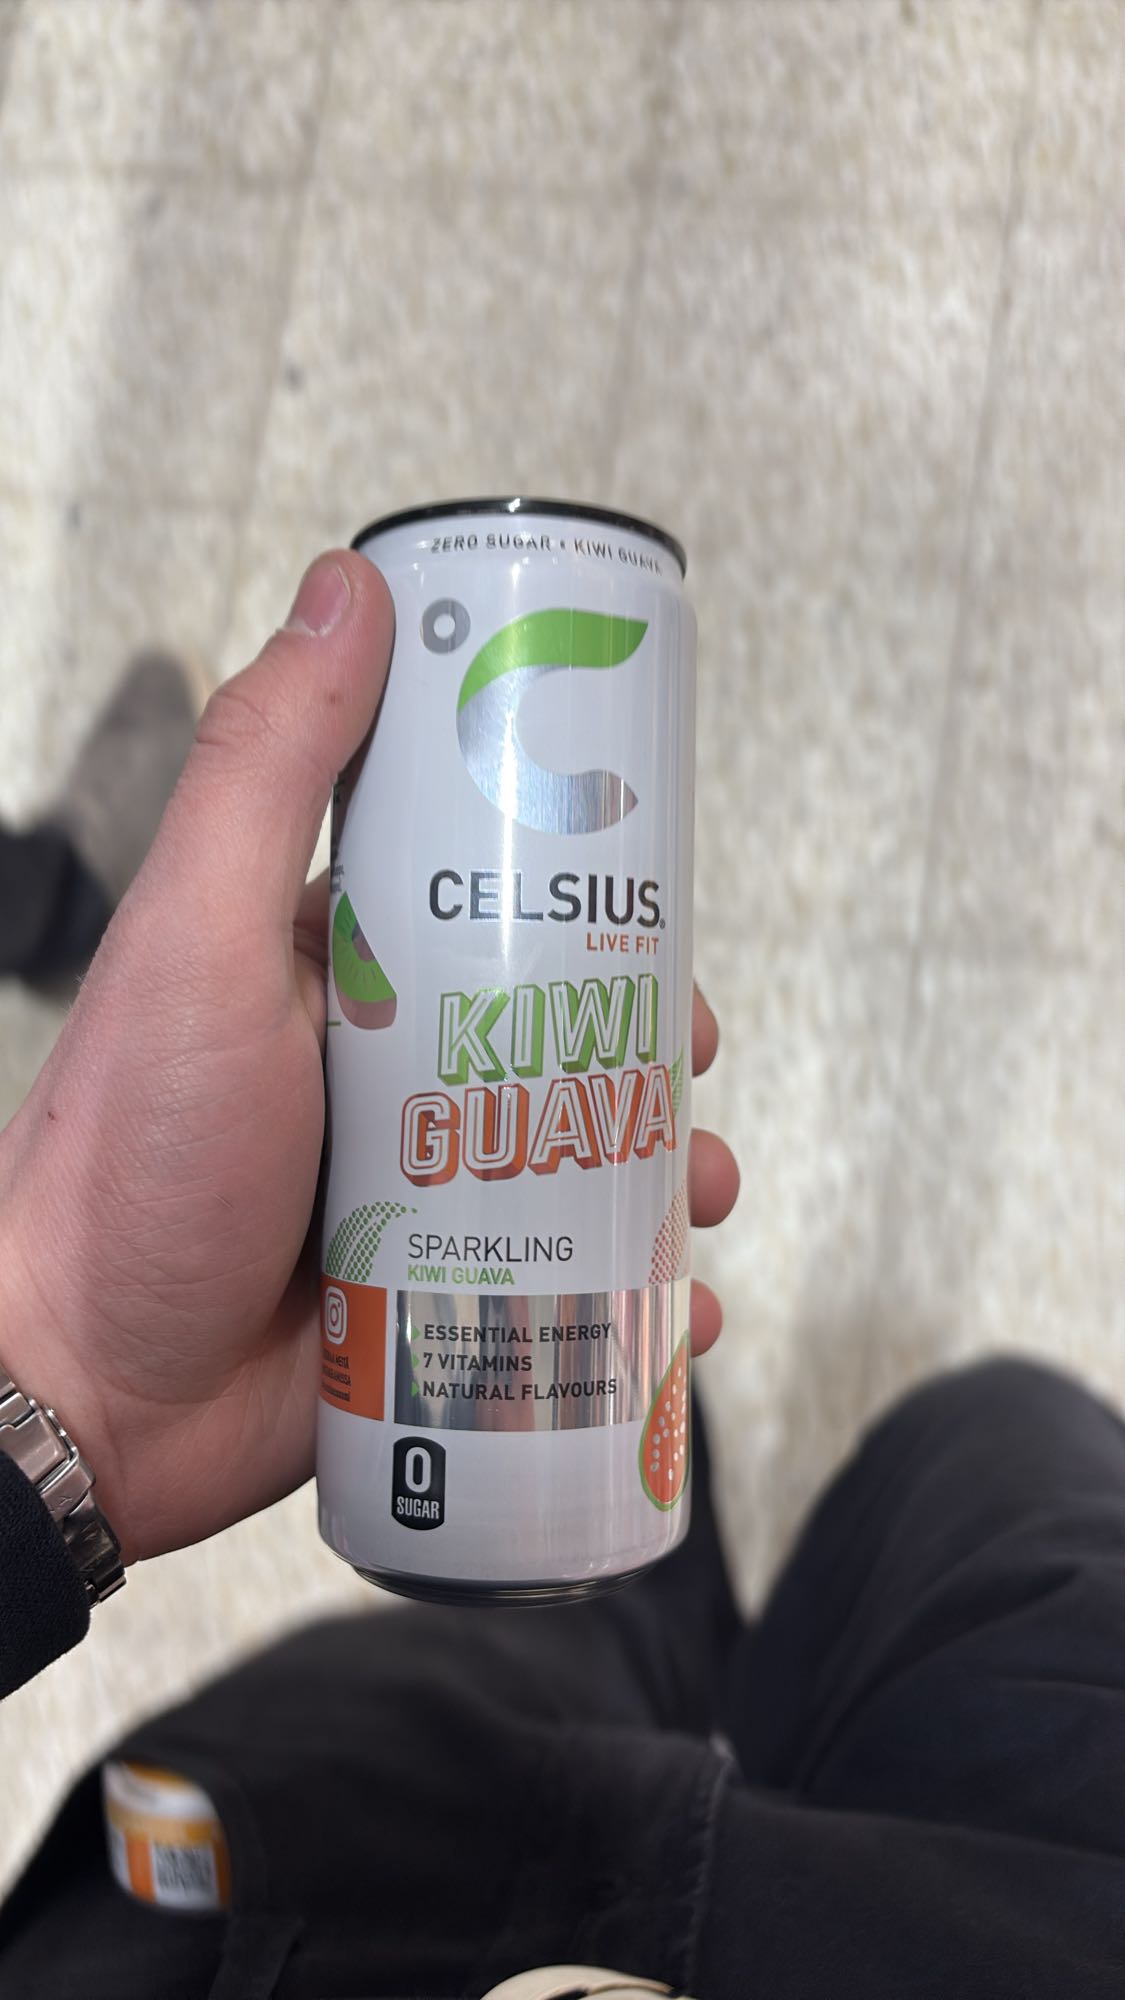 ZERO SUGAR • KIWI GUAVA
°C
CELSIUS®
LIVE FIT
KIWI
GUAVA
SPARKLING
KIWI GUAVA
ESSENTIAL ENERGY
7 VITAMINS
NATURAL FLAVOURS
0
SUGAR